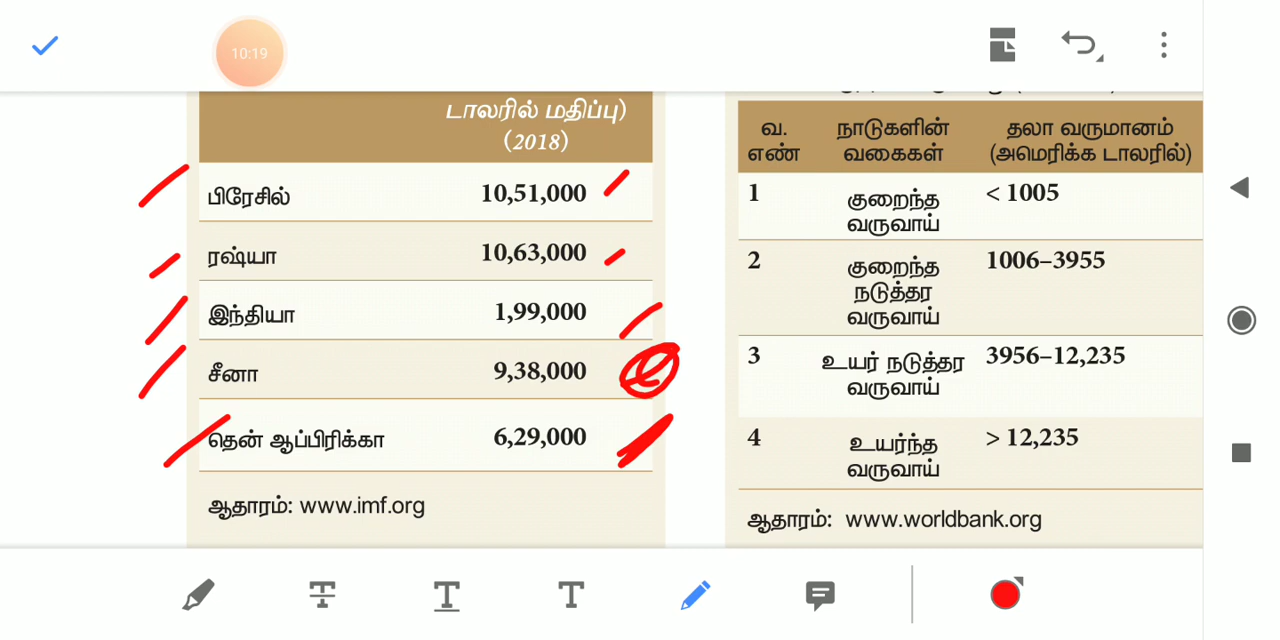 10:19
டாலரில் மதிப்பு)
(2018)
பிரேசில் 10,51,000
ரஷ்யா 10,63,000
இந்தியா 1,99,000
சீனா 9,38,000
தென் ஆப்பிரிக்கா 6,29,000
ஆதாரம்: www.imf.org
வ. நாடுகளின் தலா வருமானம்
எண் வகைகள் (அமெரிக்க டாலரில்)
1 குறைந்த < 1005
வருவாய்
2 குறைந்த 1006–3955
நடுத்தர
வருவாய்
3 உயர் நடுத்தர 3956–12,235
வருவாய்
4 உயர்ந்த > 12,235
வருவாய்
ஆதாரம்: www.worldbank.org